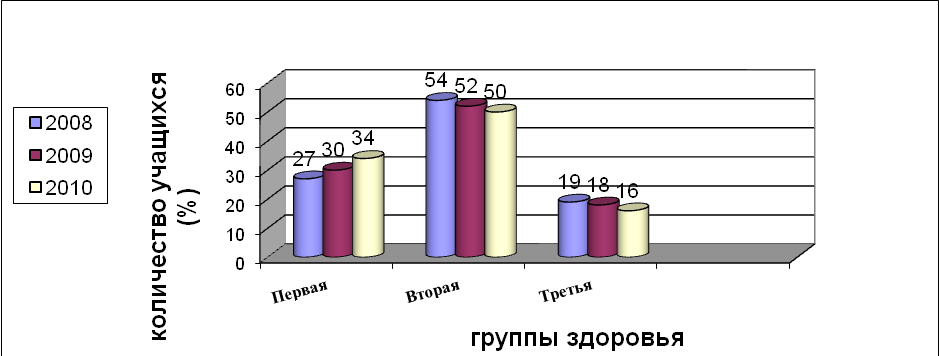 2008
2009
2010
количество учащихся
(%)
60
50
40
30
20
10
0
27 30 34
54 52 50
19 18 16
Первая
Вторая
Третья
группы здоровья